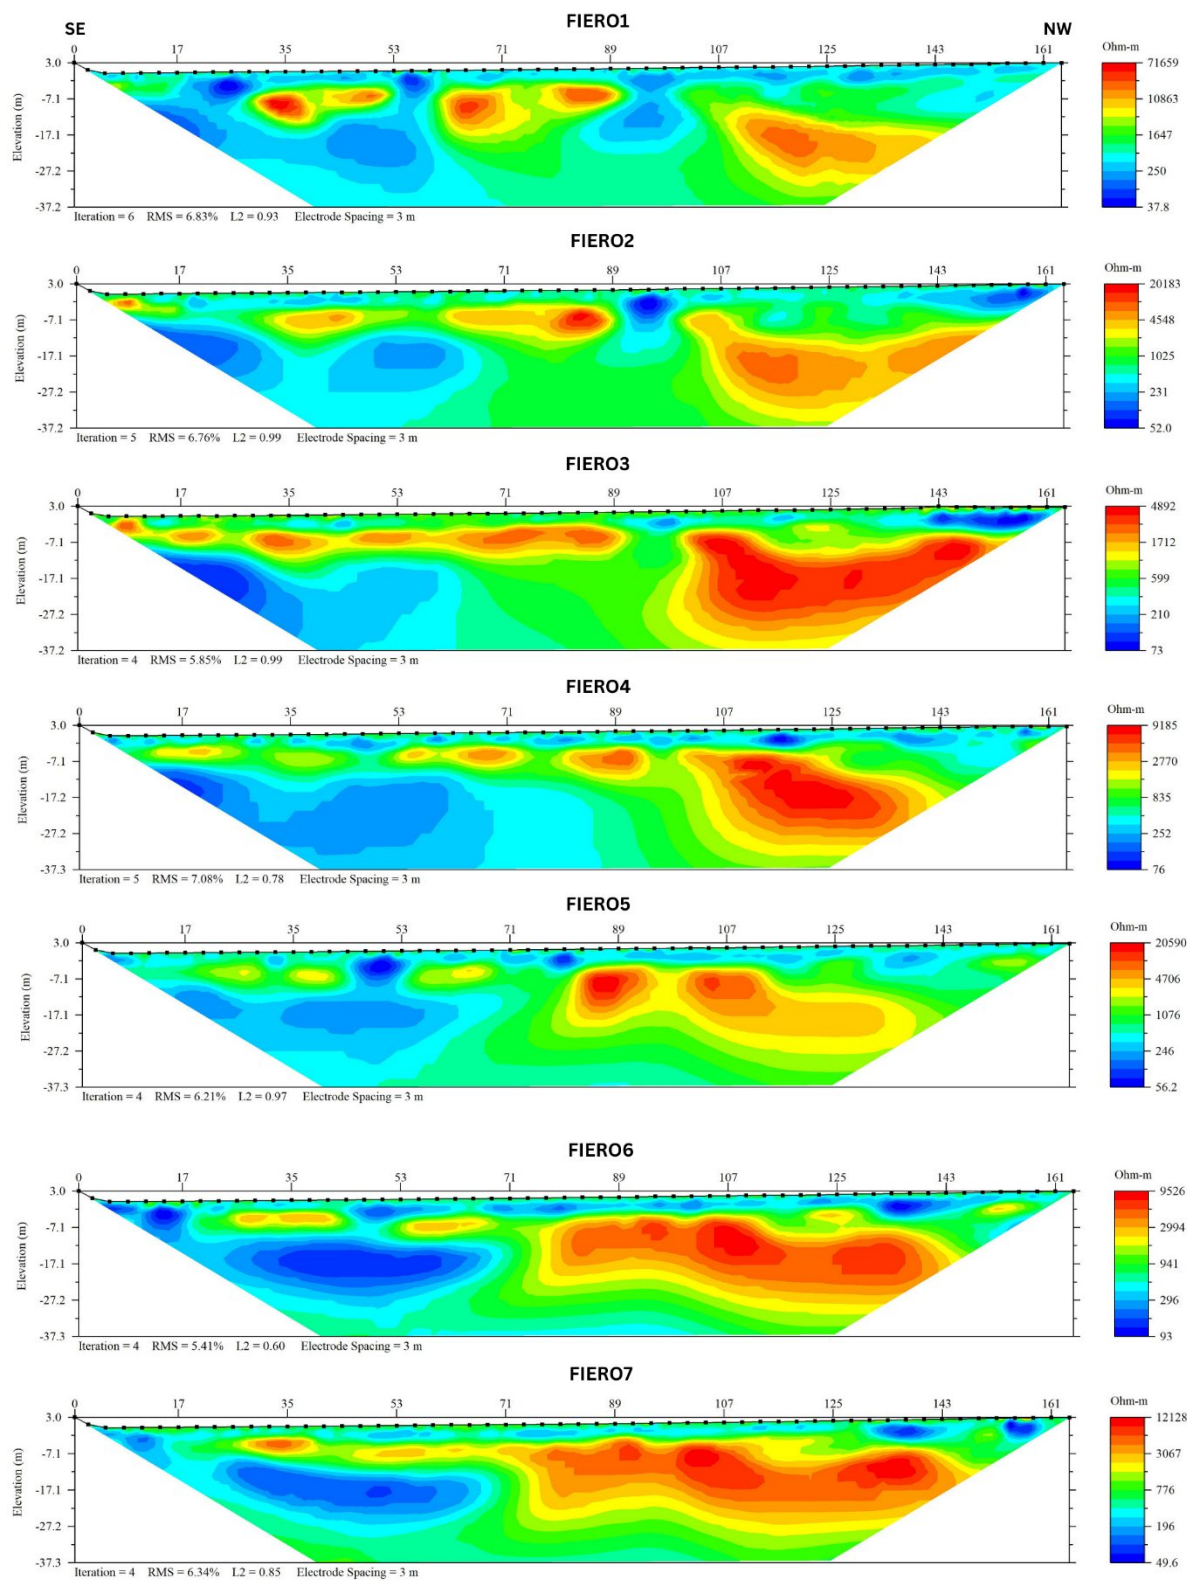 FIERO1
SE NW
0 17 35 53 71 89 107 125 143 161
Ohm-m
3.0 71659
-7.1 10863
-17.1 1647
-27.2 250
-37.2 37.8
Elevation (m)
Iteration = 6 RMS = 6.83% L2 = 0.93 Electrode Spacing = 3 m
FIERO2
0 17 35 53 71 89 107 125 143 161
Ohm-m
3.0 20183
-7.1 4548
-17.1 1025
-27.2 231
-37.2 52.0
Elevation (m)
Iteration = 5 RMS = 6.76% L2 = 0.99 Electrode Spacing = 3 m
FIERO3
0 17 35 53 71 89 107 125 143 161
Ohm-m
3.0 4892
-7.1 1712
-17.1 599
-27.2 210
-37.2 73
Elevation (m)
Iteration = 4 RMS = 5.85% L2 = 0.99 Electrode Spacing = 3 m
FIERO4
0 17 35 53 71 89 107 125 143 161
Ohm-m
3.0 9185
-7.1 2770
-17.2 835
-27.2 252
-37.3 76
Elevation (m)
Iteration = 5 RMS = 7.08% L2 = 0.78 Electrode Spacing = 3 m
FIERO5
0 17 35 53 71 89 107 125 143 161
Ohm-m
3.0 20590
-7.1 4706
-17.1 1076
-27.2 246
-37.3 56.2
Elevation (m)
Iteration = 4 RMS = 6.21% L2 = 0.97 Electrode Spacing = 3 m
FIERO6
0 17 35 53 71 89 107 125 143 161
Ohm-m
3.0 9526
-7.1 2994
-17.1 941
-27.2 296
-37.3 93
Elevation (m)
Iteration = 4 RMS = 5.41% L2 = 0.60 Electrode Spacing = 3 m
FIERO7
0 17 35 53 71 89 107 125 143 161
Ohm-m
3.0 12128
-7.1 3067
-17.1 776
-27.2 196
-37.3 49.6
Elevation (m)
Iteration = 4 RMS = 6.34% L2 = 0.85 Electrode Spacing = 3 m